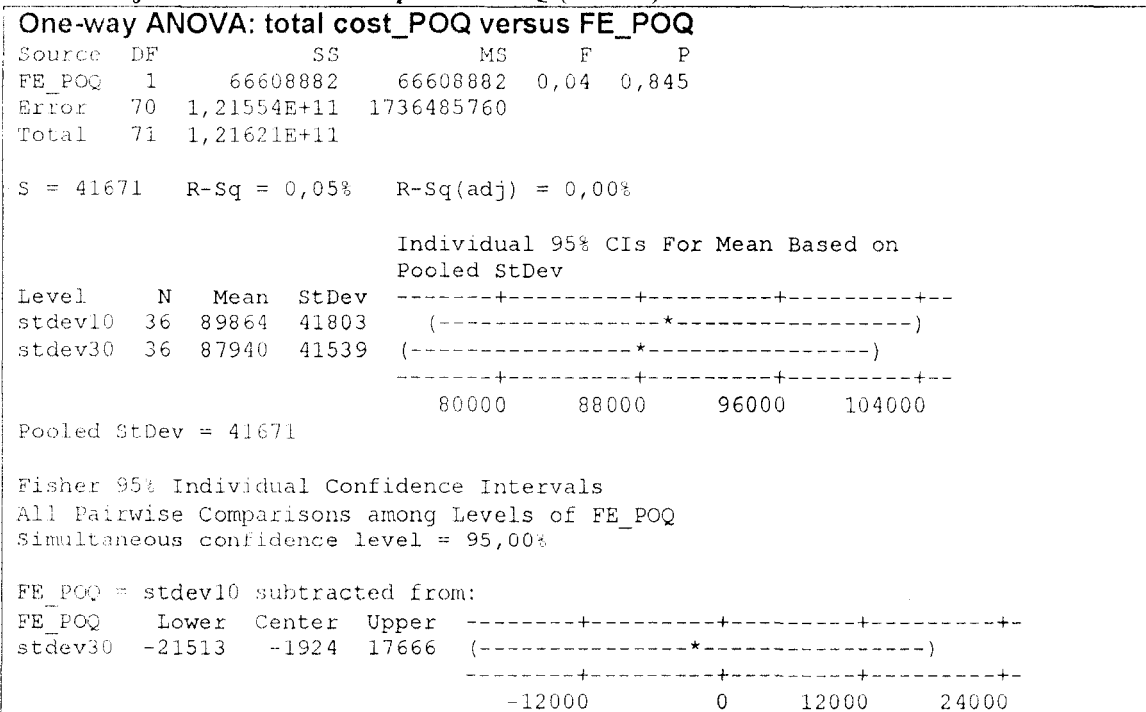 One-way ANOVA: total cost_POQ versus FE_POQ
Source DF SS MS F P
FE_POQ 1 66608882 66608882 0,04 0,845
Error 70 1,21554E+11 1736485760
Total 71 1,21621E+11
S = 41671 R-Sq = 0,05% R-Sq(adj) = 0,00%
Individual 95% CIs For Mean Based on
Pooled StDev
Level N Mean StDev -------+---------+---------+---------+--
stdev10 36 89864 41803 (----------------*-----------------)
stdev30 36 87940 41539 (----------------*----------------)
-------+---------+---------+---------+--
80000 88000 96000 104000
Pooled StDev = 41671
Fisher 95% Individual Confidence Intervals
All Pairwise Comparisons among Levels of FE_POQ
Simultaneous confidence level = 95,00%
FE_POQ = stdev10 subtracted from:
FE_POQ Lower Center Upper --------+---------+---------+---------+-
stdev30 -21513 -1924 17666 (---------------*----------------)
--------+---------+---------+---------+-
-12000 0 12000 24000